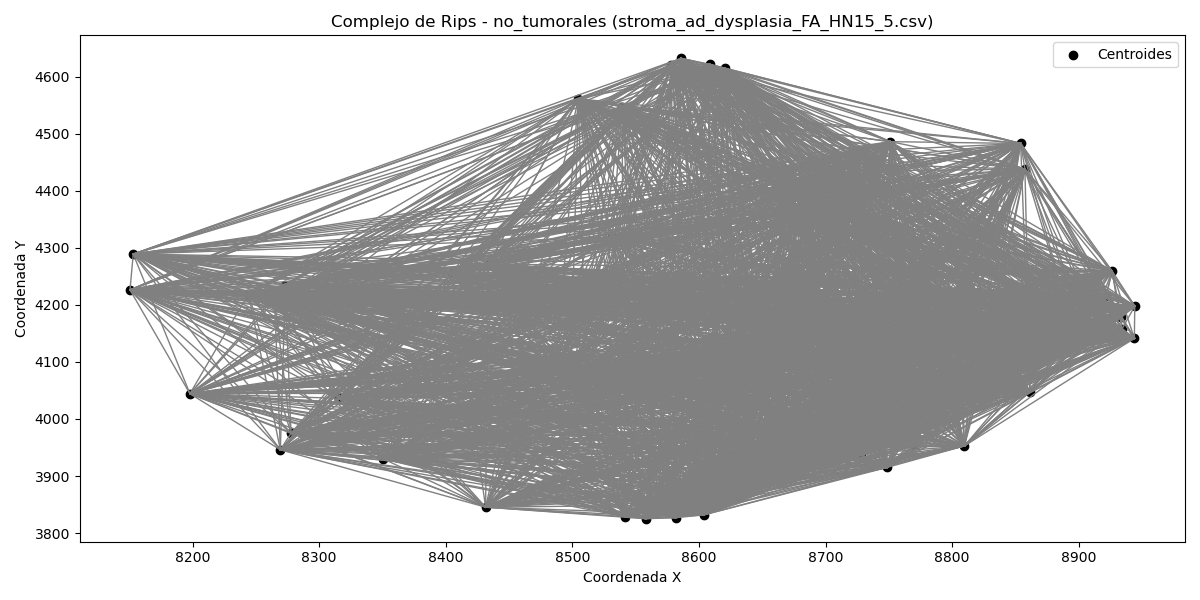 Complejo de Rips - no_tumorales (stroma_ad_dysplasia_FA_HN15_5.csv)
Centroides
Coordenada Y
4600
4500
4400
4300
4200
4100
4000
3900
3800
8200 8300 8400 8500 8600 8700 8800 8900
Coordenada X